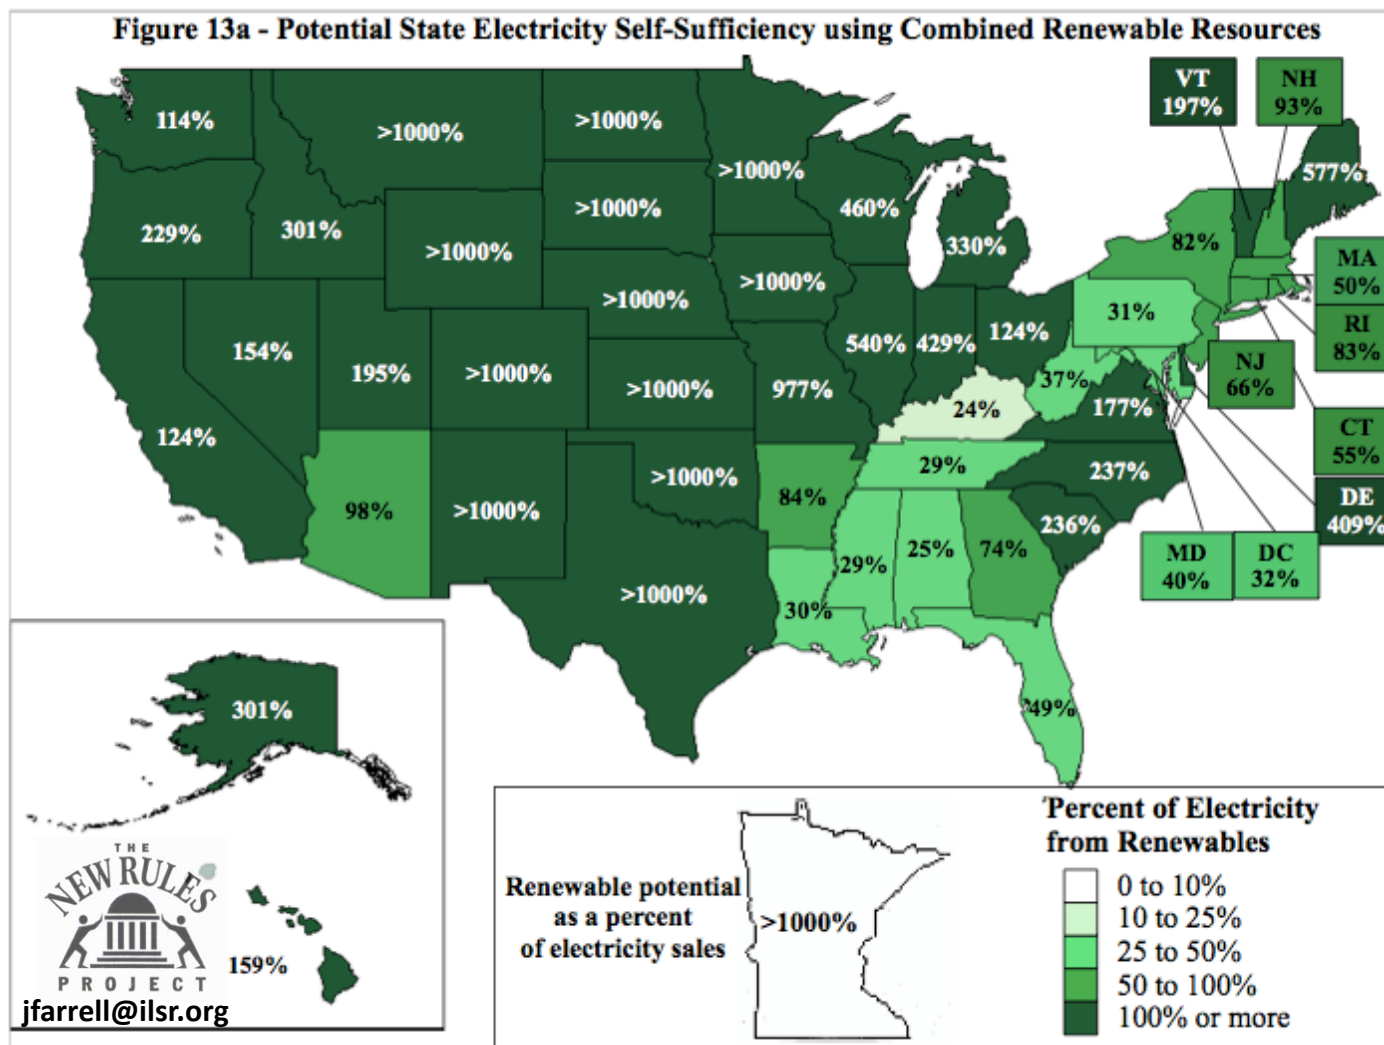 Figure 13a - Potential State Electricity Self-Sufficiency using Combined Renewable Resources
VT
197%
NH
93%
114%
>1000%
>1000%
>1000%
577%
>1000%
460%
229%
301%
>1000%
330%
82%
MA
50%
>1000%
>1000%
31%
RI
83%
154%
195%
>1000%
>1000%
977%
540%
429%
124%
37%
NJ
66%
24%
177%
CT
55%
124%
98%
>1000%
>1000%
84%
29%
237%
DE
409%
236%
29%
25%
74%
MD
40%
DC
32%
>1000%
30%
49%
301%
159%
THE
NEW RULES
PROJECT
jfarrell@ilsr.org
Renewable potential
as a percent
of electricity sales
>1000%
Percent of Electricity
from Renewables
0 to 10%
10 to 25%
25 to 50%
50 to 100%
100% or more